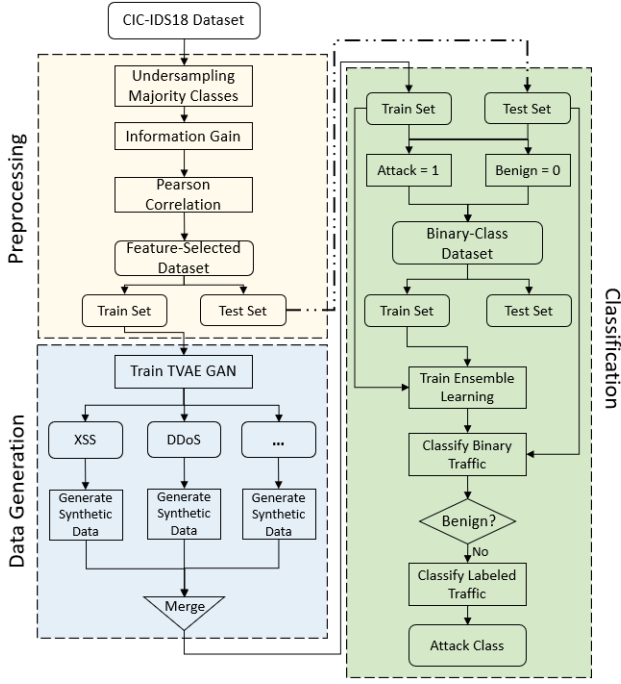 CIC-IDS18 Dataset
Preprocessing
Undersampling
Majority Classes
Information Gain
Pearson
Correlation
Feature-Selected
Dataset
Train Set
Test Set
Data Generation
Train TVAE GAN
XSS
DDoS
...
Generate
Synthetic
Data
Generate
Synthetic
Data
Generate
Synthetic
Data
Merge
Classification
Train Set
Test Set
Attack = 1
Benign = 0
Binary-Class
Dataset
Train Set
Test Set
Train Ensemble
Learning
Classify Binary
Traffic
Benign?
No
Classify Labeled
Traffic
Attack Class